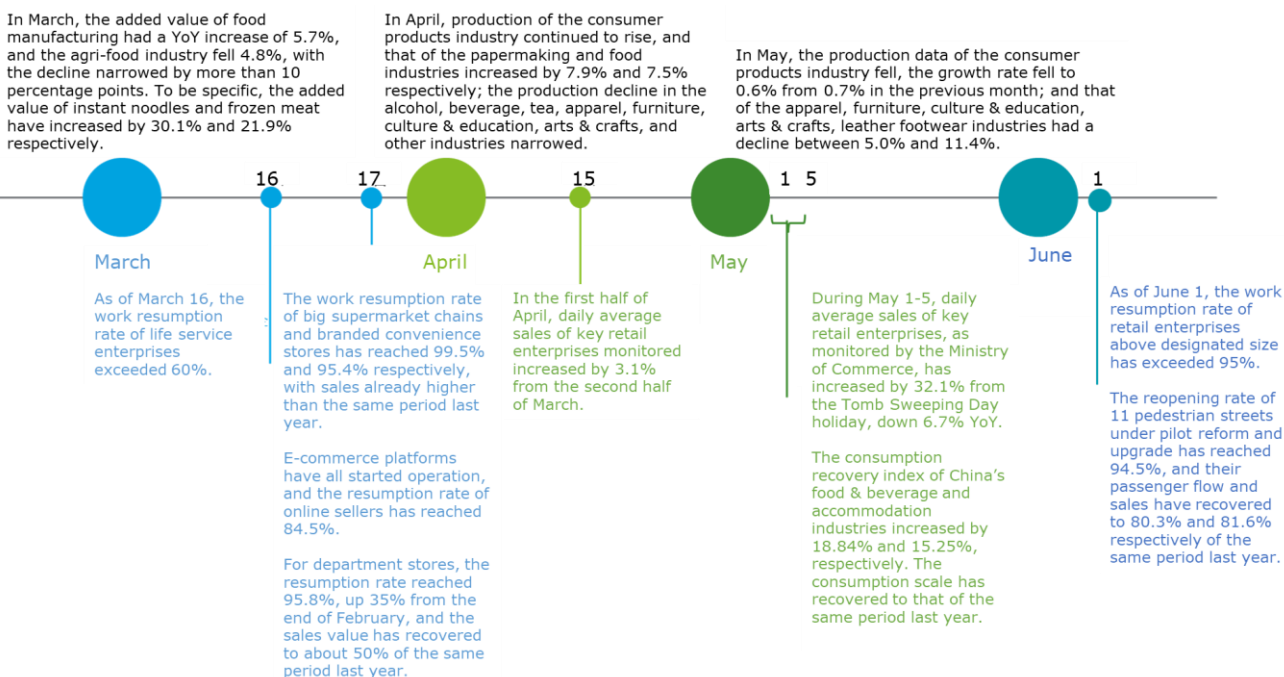 In March, the added value of food
manufacturing had a YoY increase of 5.7%,
and the agri-food industry fell 4.8%, with
the decline narrowed by more than 10
percentage points. To be specific, the added
value of instant noodles and frozen meat
have increased by 30.1% and 21.9%
respectively.
In April, production of the consumer
products industry continued to rise, and
that of the papermaking and food
industries increased by 7.9% and 7.5%
respectively; the production decline in the
alcohol, beverage, tea, apparel, furniture,
culture & education, arts & crafts, and
other industries narrowed.
In May, the production data of the consumer
products industry fell, the growth rate fell to
0.6% from 0.7% in the previous month; and that
of the apparel, furniture, culture & education,
arts & crafts, leather footwear industries had a
decline between 5.0% and 11.4%.
16
17
15
1 5
1
March
April
May
June
As of March 16, the
work resumption
rate of life service
enterprises
exceeded 60%.
The work resumption rate
of big supermarket chains
and branded convenience
stores has reached 99.5%
and 95.4% respectively,
with sales already higher
than the same period last
year.
E-commerce platforms
have all started operation,
and the resumption rate of
online sellers has reached
84.5%.
For department stores, the
resumption rate reached
95.8%, up 35% from the
end of February, and the
sales value has recovered
to about 50% of the same
period last year.
In the first half of
April, daily average
sales of key retail
enterprises monitored
increased by 3.1%
from the second half
of March.
During May 1-5, daily
average sales of key
retail enterprises, as
monitored by the Ministry
of Commerce, has
increased by 32.1% from
the Tomb Sweeping Day
holiday, down 6.7% YoY.
The consumption
recovery index of China's
food & beverage and
accommodation
industries increased by
18.84% and 15.25%,
respectively. The
consumption scale has
recovered to that of the
same period last year.
As of June 1, the work
resumption rate of
retail enterprises
above designated size
has exceeded 95%.
The reopening rate of
11 pedestrian streets
under pilot reform and
upgrade has reached
94.5%, and their
passenger flow and
sales have recovered
to 80.3% and 81.6%
respectively of the
same period last year.